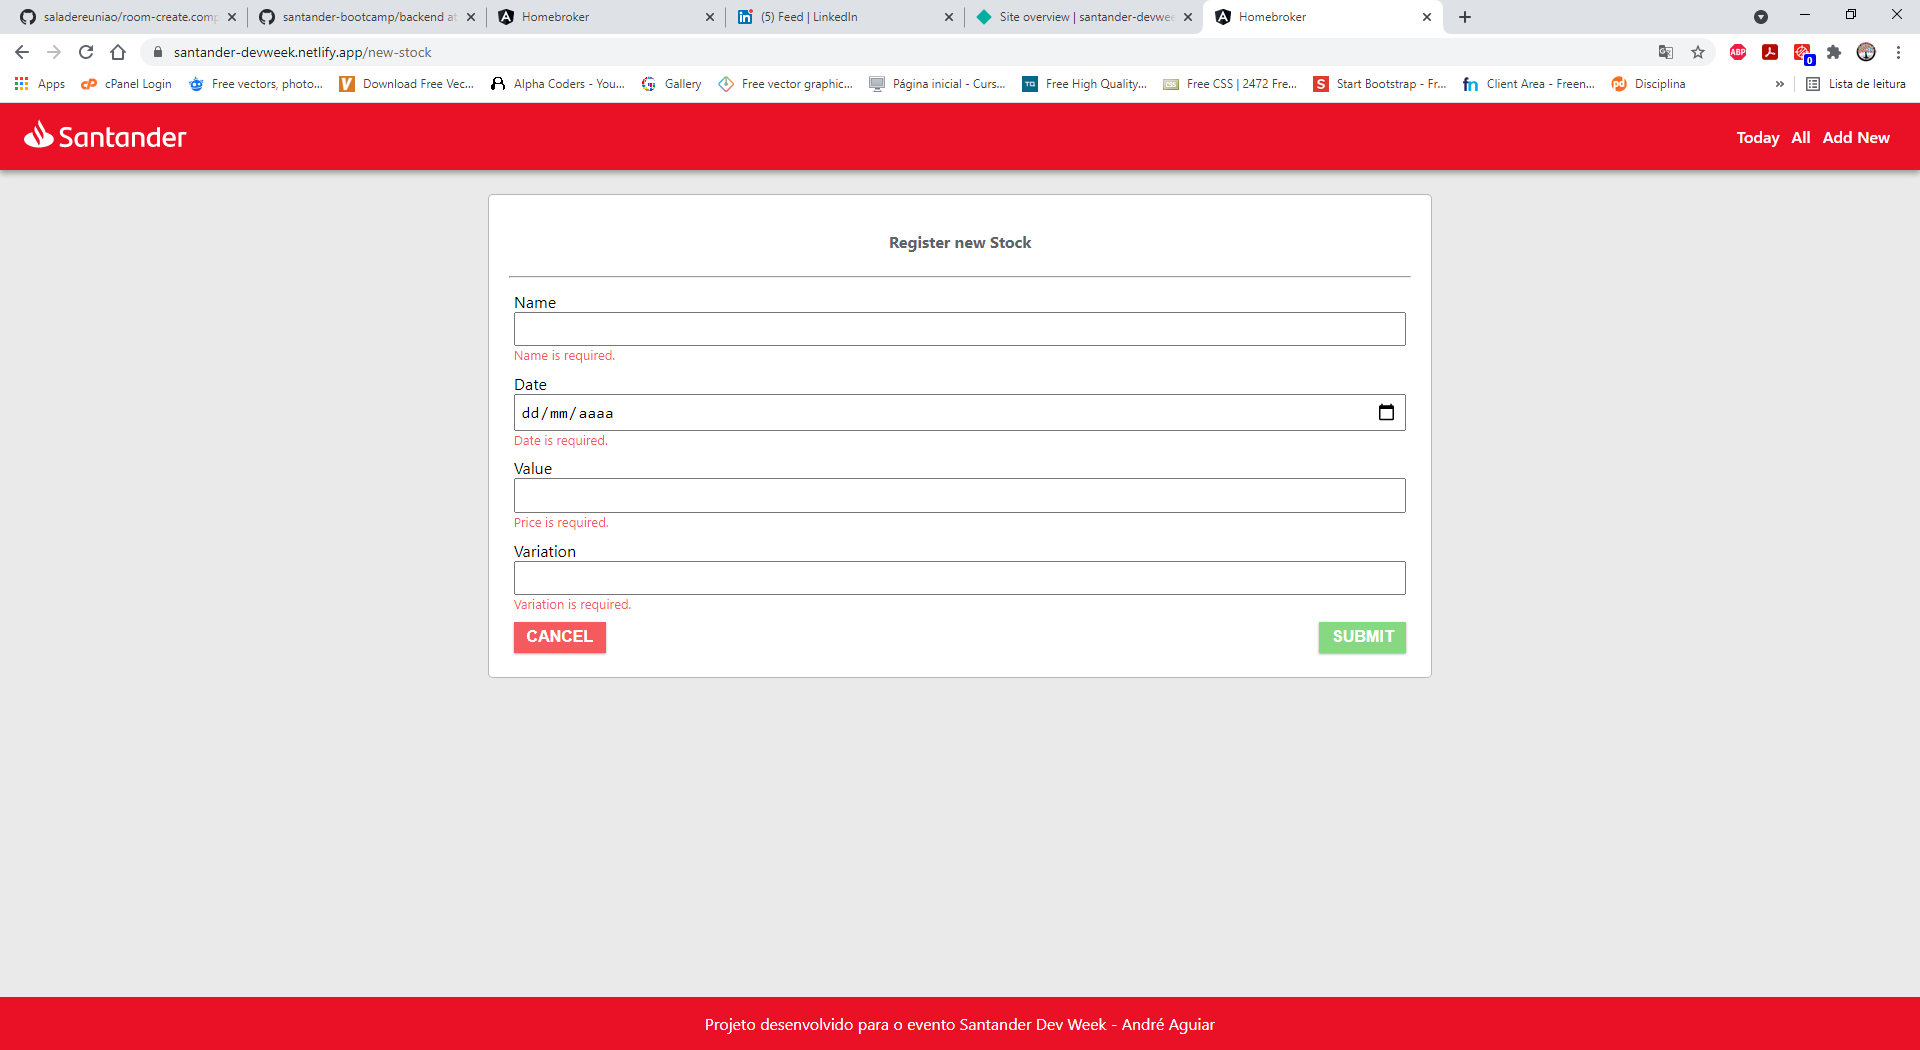 saladereuniao/room-create.comp
santander-bootcamp/backend at
Homebroker
(5) Feed | LinkedIn
Site overview | santander-devwee
Homebroker
santander-devweek.netlify.app/new-stock
ABP
0
Apps
cPanel Login
Free vectors, photo...
Download Free Vec...
Alpha Coders - You...
Gallery
Free vector graphic...
Página inicial - Curs...
Free High Quality...
Free CSS | 2472 Fre...
Start Bootstrap - Fr...
Client Area - Freen...
Disciplina
»
Lista de leitura
Santander
Today All Add New
Register new Stock
Name
Name is required.
Date
dd/mm/aaaa
Date is required.
Value
Price is required.
Variation
Variation is required.
CANCEL
SUBMIT
Projeto desenvolvido para o evento Santander Dev Week - André Aguiar